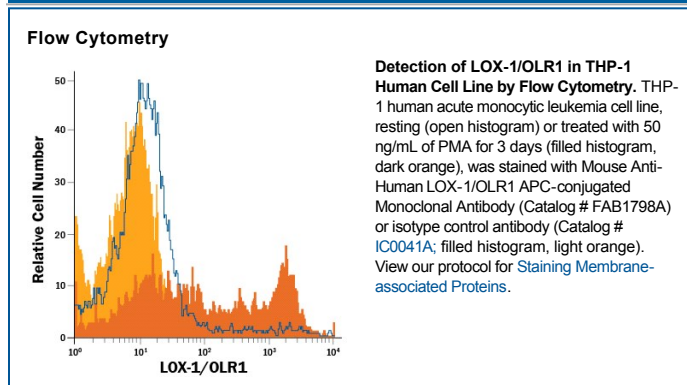 Flow Cytometry
50
40
30
20
10
0
Relative Cell Number
10⁰
10¹
10²
10³
10⁴
LOX-1/OLR1
Detection of LOX-1/OLR1 in THP-1
Human Cell Line by Flow Cytometry. THP-
1 human acute monocytic leukemia cell line,
resting (open histogram) or treated with 50
ng/mL of PMA for 3 days (filled histogram,
dark orange), was stained with Mouse Anti-
Human LOX-1/OLR1 APC-conjugated
Monoclonal Antibody (Catalog # FAB1798A)
or isotype control antibody (Catalog #
IC0041A; filled histogram, light orange).
View our protocol for Staining Membrane-
associated Proteins.